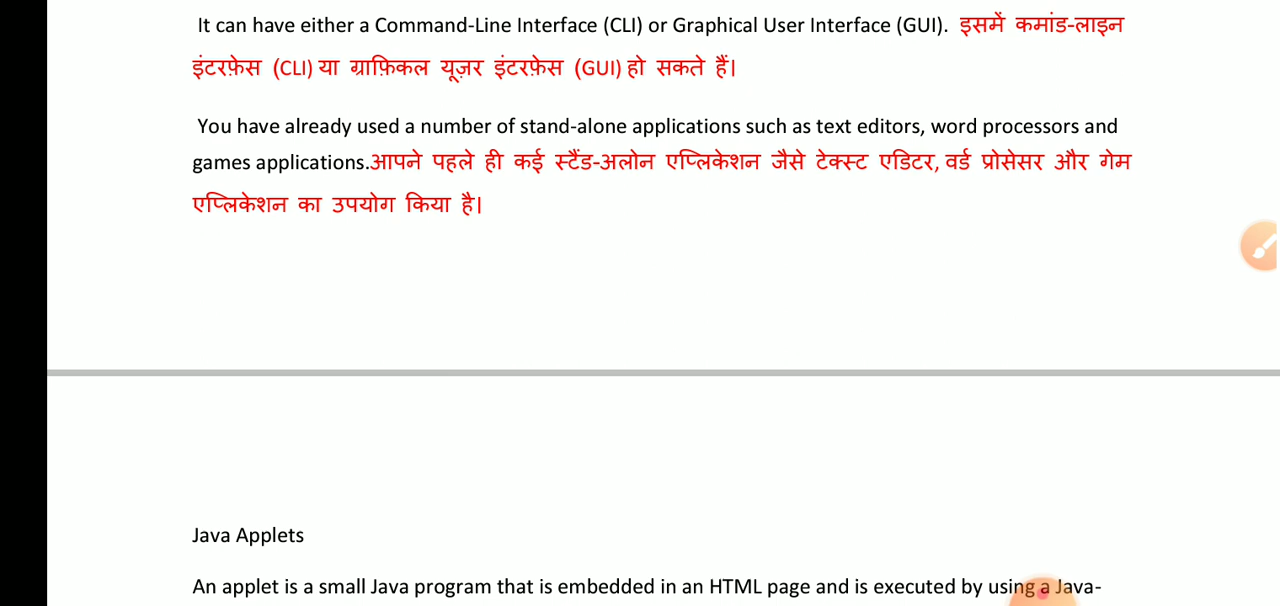 It can have either a Command-Line Interface (CLI) or Graphical User Interface (GUI). इसमें कमांड-लाइन
इंटरफ़ेस (CLI) या ग्राफ़िकल यूज़र इंटरफ़ेस (GUI) हो सकते हैं।
You have already used a number of stand-alone applications such as text editors, word processors and
games applications.आपने पहले ही कई स्टैंड-अलोन एप्लिकेशन जैसे टेक्स्ट एडिटर, वर्ड प्रोसेसर और गेम
एप्लिकेशन का उपयोग किया है।
Java Applets
An applet is a small Java program that is embedded in an HTML page and is executed by using a Java-